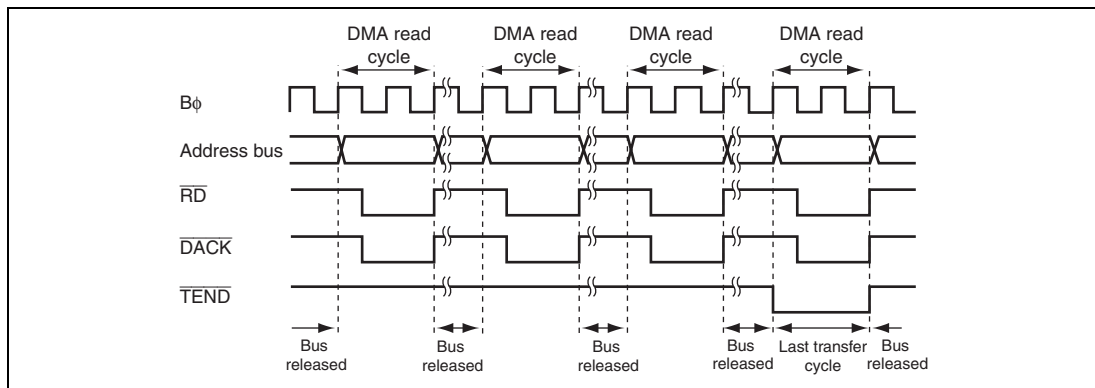 DMA read cycle
DMA read cycle
DMA read cycle
DMA read cycle
Bϕ
Address bus
RD
DACK
TEND
Bus released
Bus released
Bus released
Bus released
Last transfer cycle
Bus released